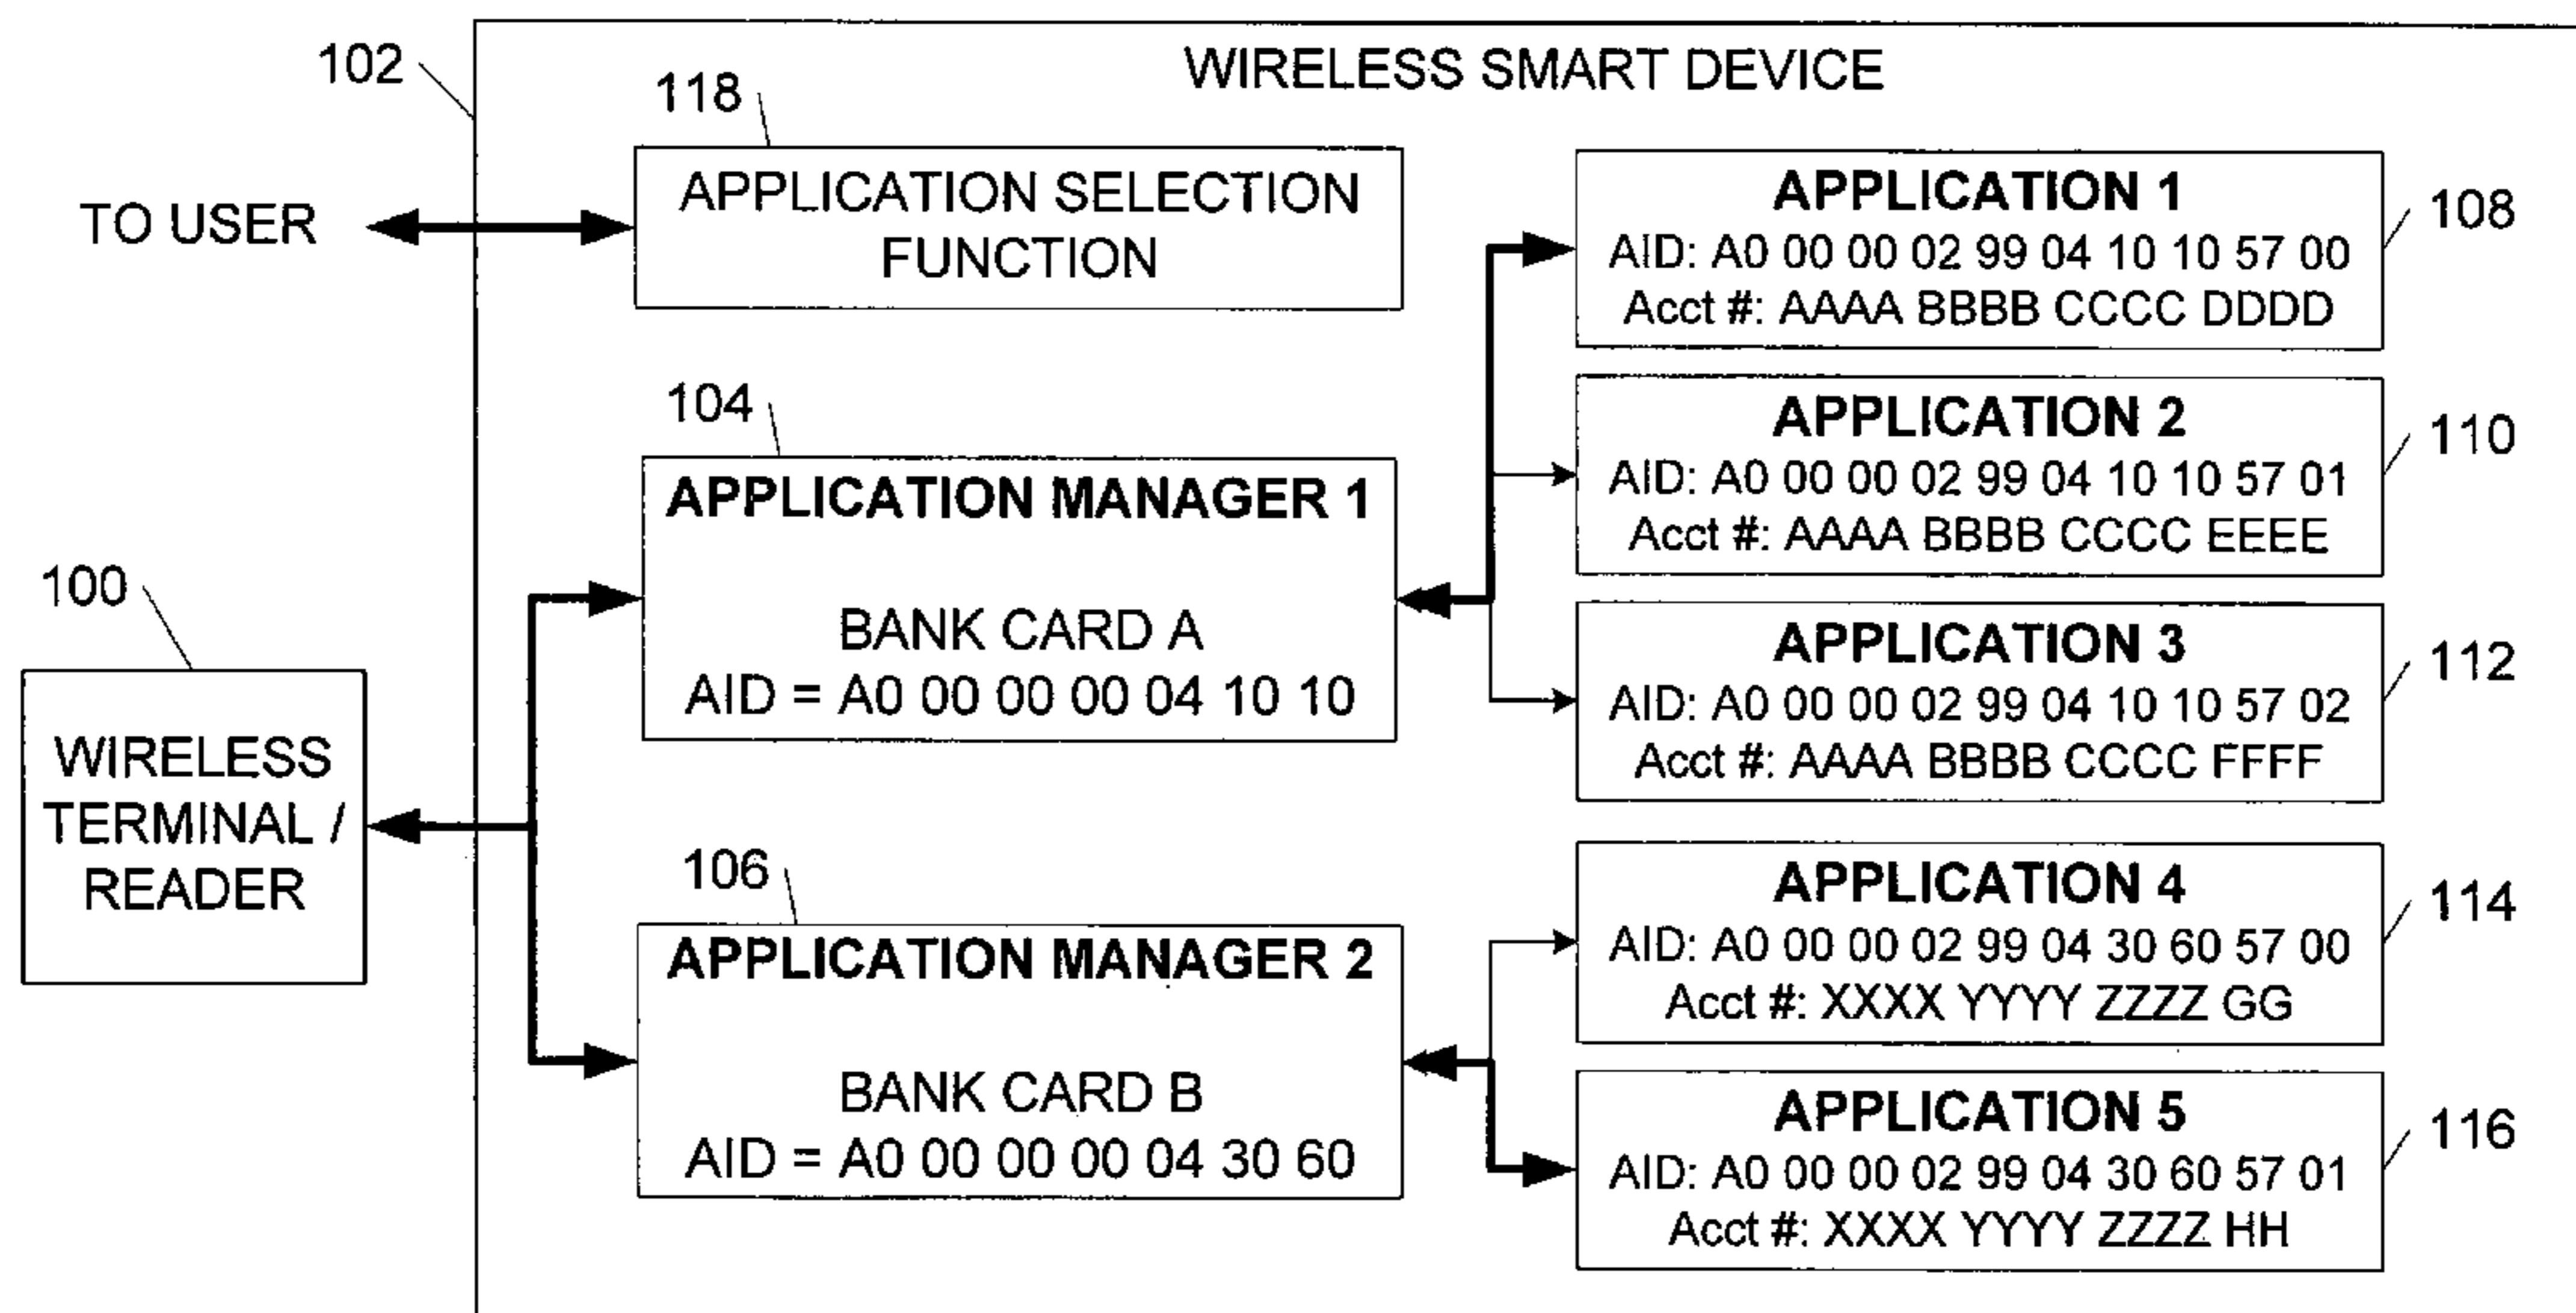 WIRELESS SMART DEVICE
102
118
TO USER
APPLICATION SELECTION
FUNCTION
104
APPLICATION MANAGER 1
BANK CARD A
AID = A0 00 00 00 04 10 10
100
WIRELESS
TERMINAL /
READER
106
APPLICATION MANAGER 2
BANK CARD B
AID = A0 00 00 00 04 30 60
APPLICATION 1
AID: A0 00 00 02 99 04 10 10 57 00
Acct #: AAAA BBBB CCCC DDDD
108
APPLICATION 2
AID: A0 00 00 02 99 04 10 10 57 01
Acct #: AAAA BBBB CCCC EEEE
110
APPLICATION 3
AID: A0 00 00 02 99 04 10 10 57 02
Acct #: AAAA BBBB CCCC FFFF
112
APPLICATION 4
AID: A0 00 00 02 99 04 30 60 57 00
Acct #: XXXX YYYY ZZZZ GG
114
APPLICATION 5
AID: A0 00 00 02 99 04 30 60 57 01
Acct #: XXXX YYYY ZZZZ HH
116